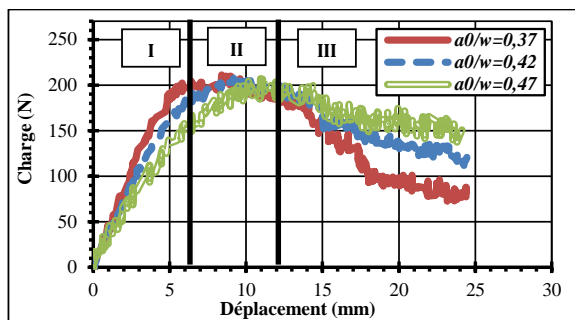 I
II
III
a0/w=0,37
a0/w=0,42
a0/w=0,47
250
200
150
100
50
0
0 5 10 15 20 25 30
Charge (N)
Déplacement (mm)